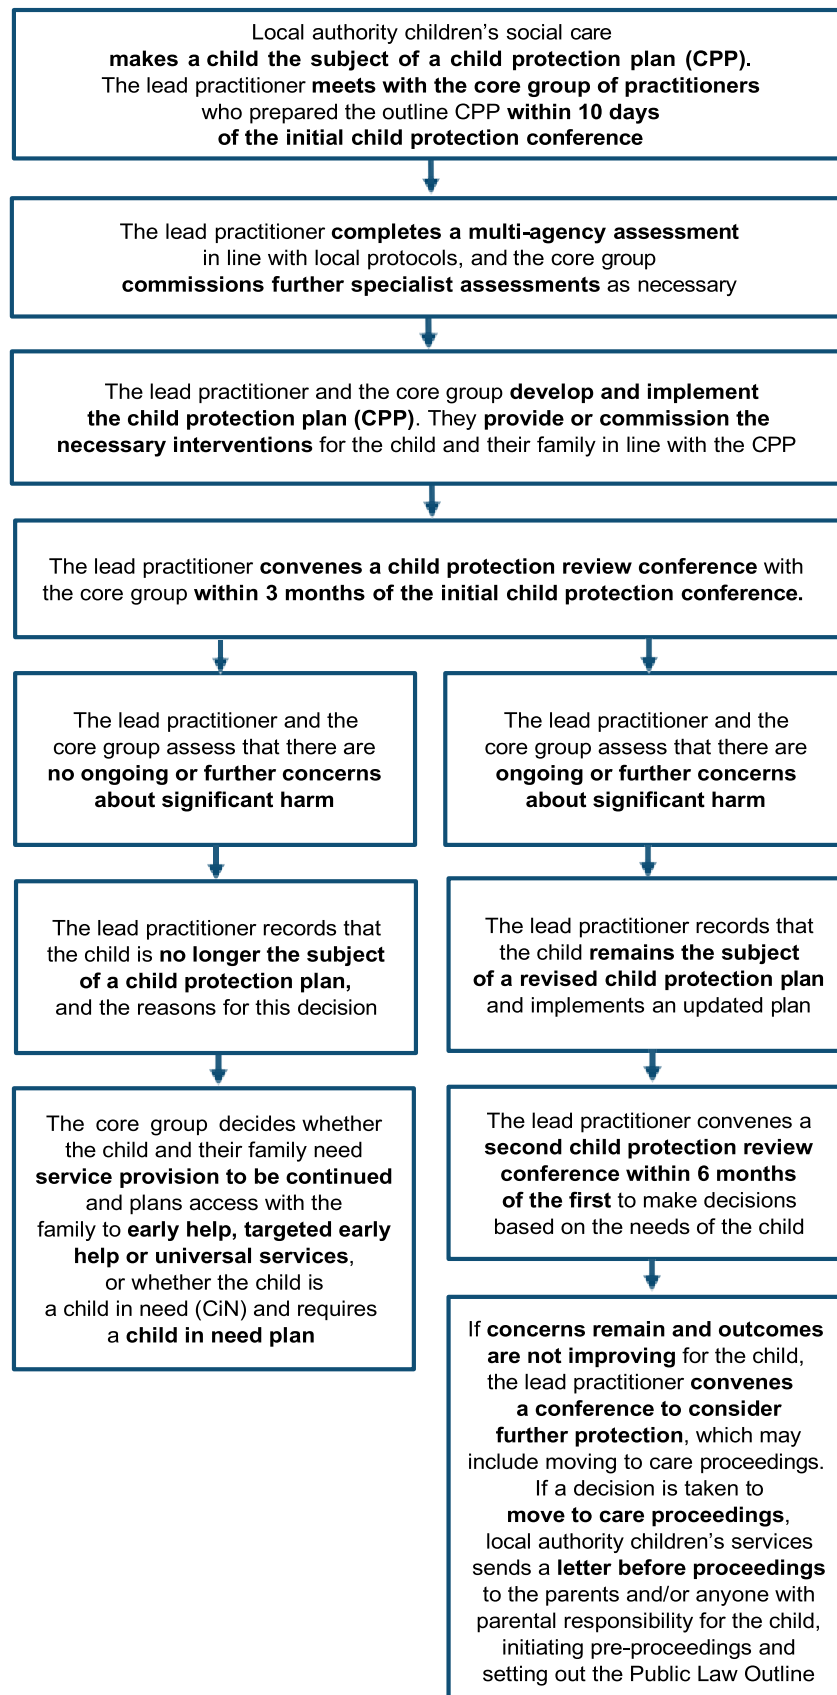 Local authority children’s social care
makes a child the subject of a child protection plan (CPP).
The lead practitioner meets with the core group of practitioners
who prepared the outline CPP within 10 days
of the initial child protection conference
The lead practitioner completes a multi-agency assessment
in line with local protocols, and the core group
commissions further specialist assessments as necessary
The lead practitioner and the core group develop and implement
the child protection plan (CPP). They provide or commission the
necessary interventions for the child and their family in line with the CPP
The lead practitioner convenes a child protection review conference with
the core group within 3 months of the initial child protection conference.
The lead practitioner and the
core group assess that there are
no ongoing or further concerns
about significant harm
The lead practitioner records that
the child is no longer the subject
of a child protection plan,
and the reasons for this decision
The core group decides whether
the child and their family need
service provision to be continued
and plans access with the
family to early help, targeted early
help or universal services,
or whether the child is
a child in need (CiN) and requires
a child in need plan
The lead practitioner and the
core group assess that there are
ongoing or further concerns
about significant harm
The lead practitioner records that
the child remains the subject
of a revised child protection plan
and implements an updated plan
The lead practitioner convenes a
second child protection review
conference within 6 months
of the first to make decisions
based on the needs of the child
If concerns remain and outcomes
are not improving for the child,
the lead practitioner convenes
a conference to consider
further protection, which may
include moving to care proceedings.
If a decision is taken to
move to care proceedings,
local authority children’s services
sends a letter before proceedings
to the parents and/or anyone with
parental responsibility for the child,
initiating pre-proceedings and
setting out the Public Law Outline